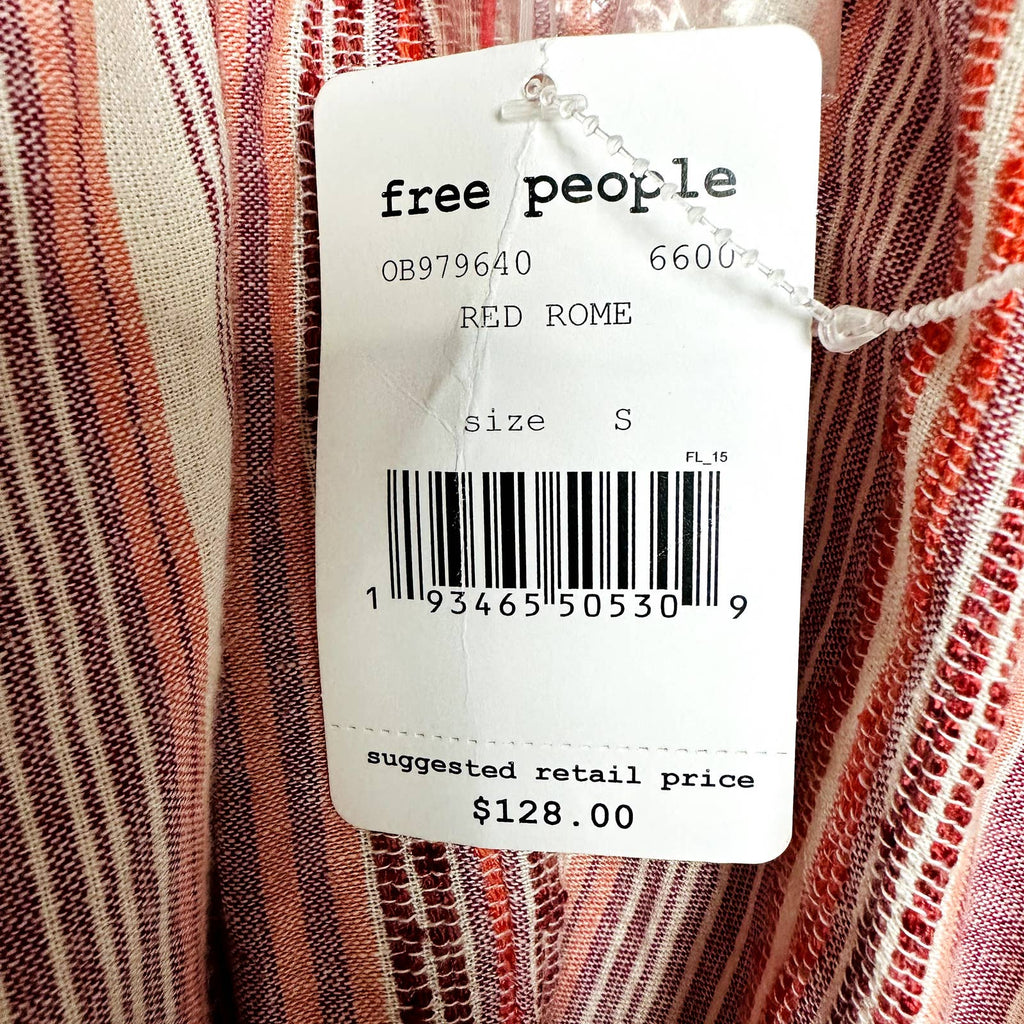 free people
OB979640 6600
RED ROME
size S
FL_15
1 93465 50530 9
suggested retail price
$128.00